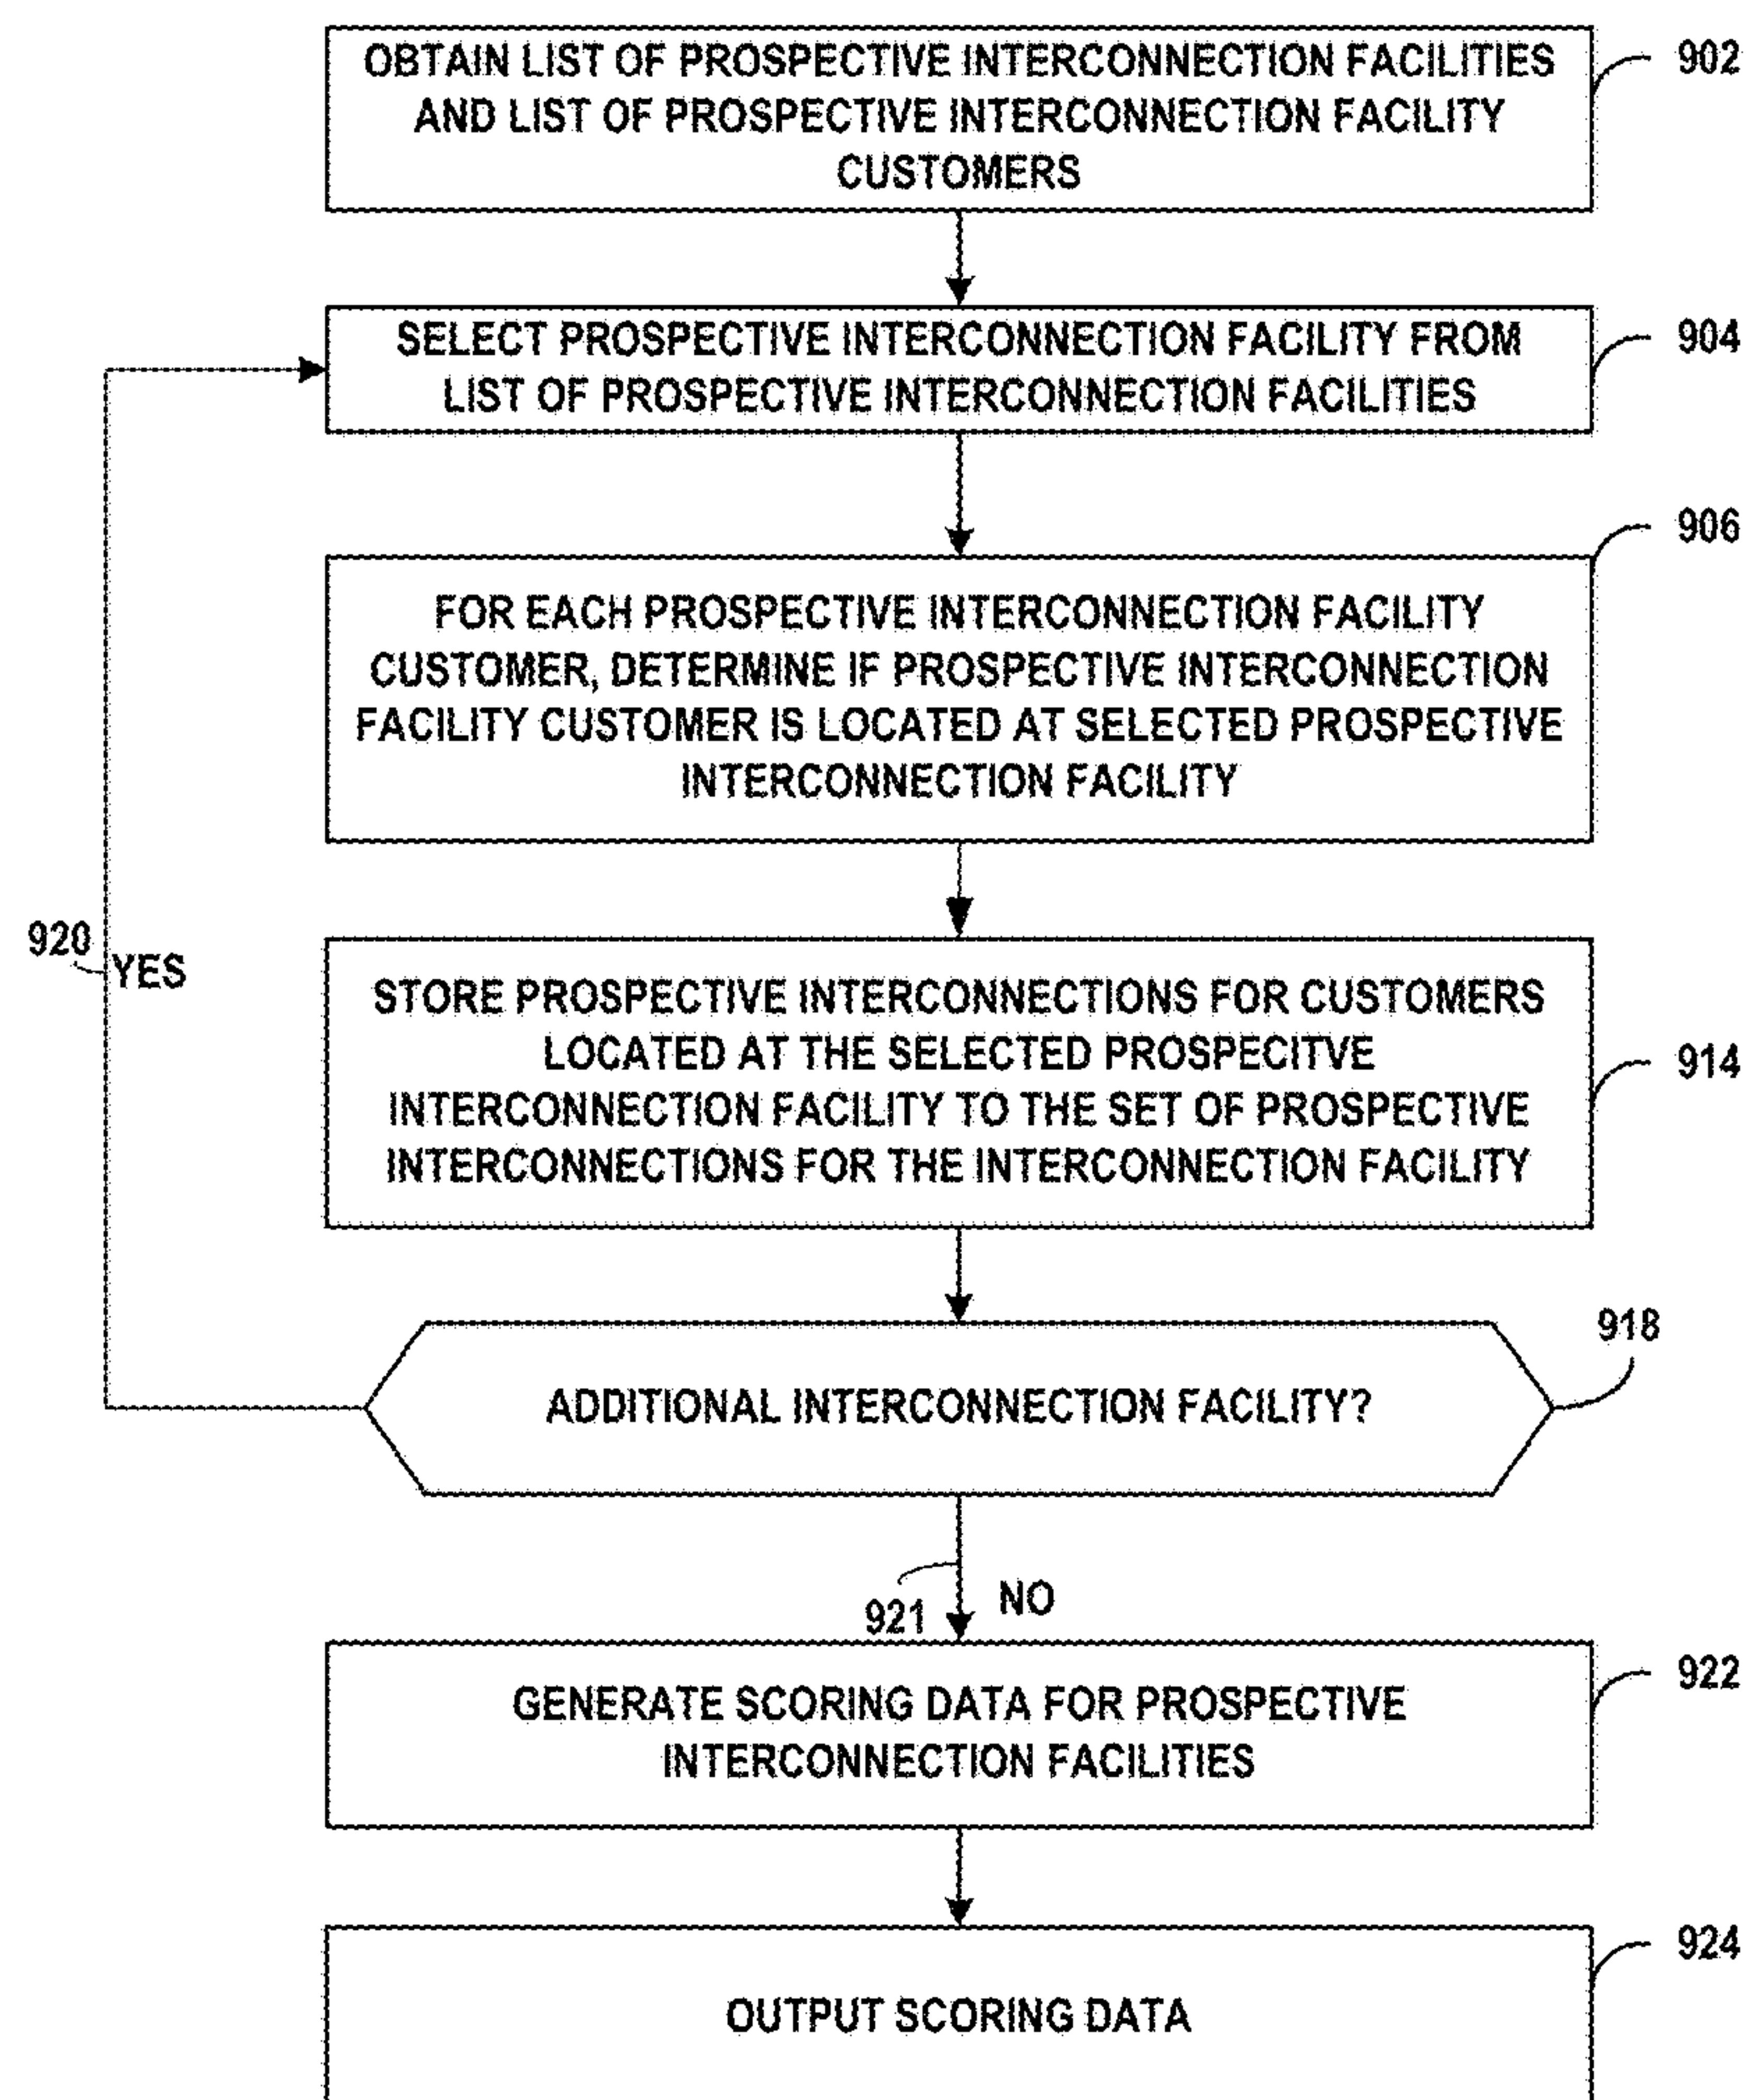 OBTAIN LIST OF PROSPECTIVE INTERCONNECTION FACILITIES
AND LIST OF PROSPECTIVE INTERCONNECTION FACILITY
CUSTOMERS
902
SELECT PROSPECTIVE INTERCONNECTION FACILITY FROM
LIST OF PROSPECTIVE INTERCONNECTION FACILITIES
904
906
FOR EACH PROSPECTIVE INTERCONNECTION FACILITY
CUSTOMER, DETERMINE IF PROSPECTIVE INTERCONNECTION
FACILITY CUSTOMER IS LOCATED AT SELECTED PROSPECTIVE
INTERCONNECTION FACILITY
920
YES
STORE PROSPECTIVE INTERCONNECTIONS FOR CUSTOMERS
LOCATED AT THE SELECTED PROSPECITVE
INTERCONNECTION FACILITY TO THE SET OF PROSPECTIVE
INTERCONNECTIONS FOR THE INTERCONNECTION FACILITY
914
918
ADDITIONAL INTERCONNECTION FACILITY?
921
NO
GENERATE SCORING DATA FOR PROSPECTIVE
INTERCONNECTION FACILITIES
922
924
OUTPUT SCORING DATA